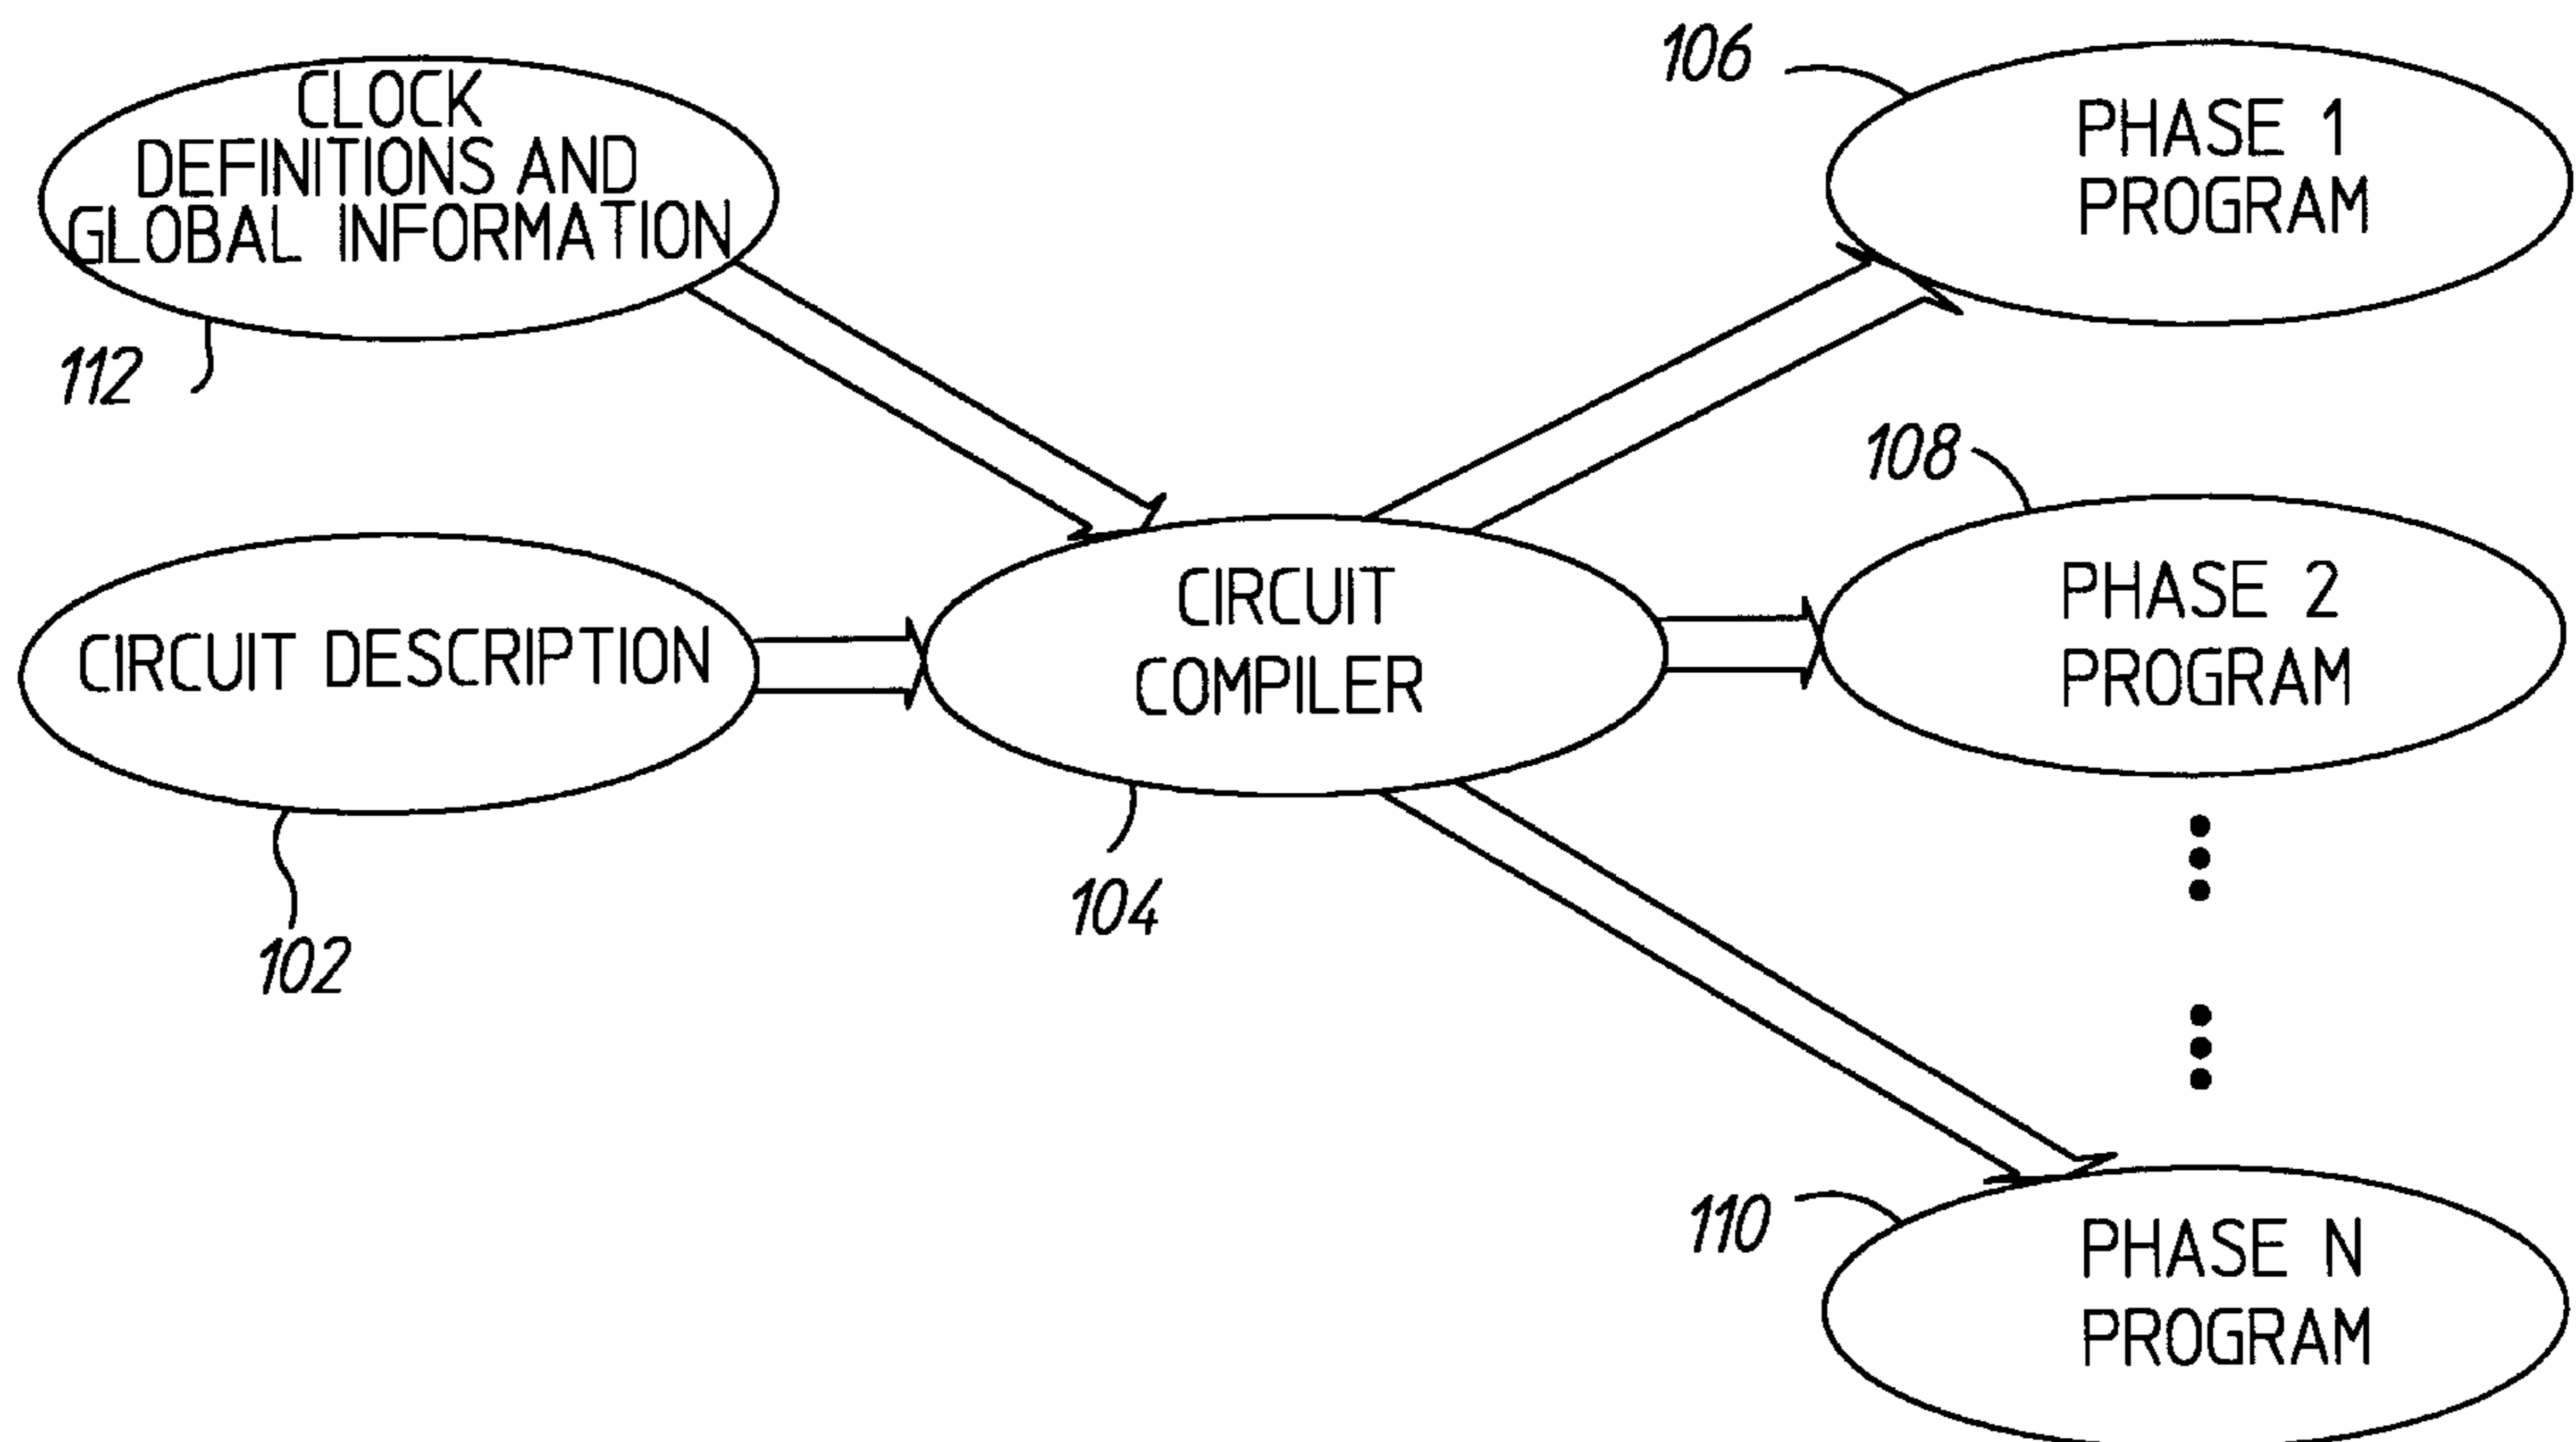 CLOCK
DEFINITIONS AND
GLOBAL INFORMATION
112
CIRCUIT DESCRIPTION
102
CIRCUIT
COMPILER
104
106
PHASE 1
PROGRAM
108
PHASE 2
PROGRAM
110
PHASE N
PROGRAM